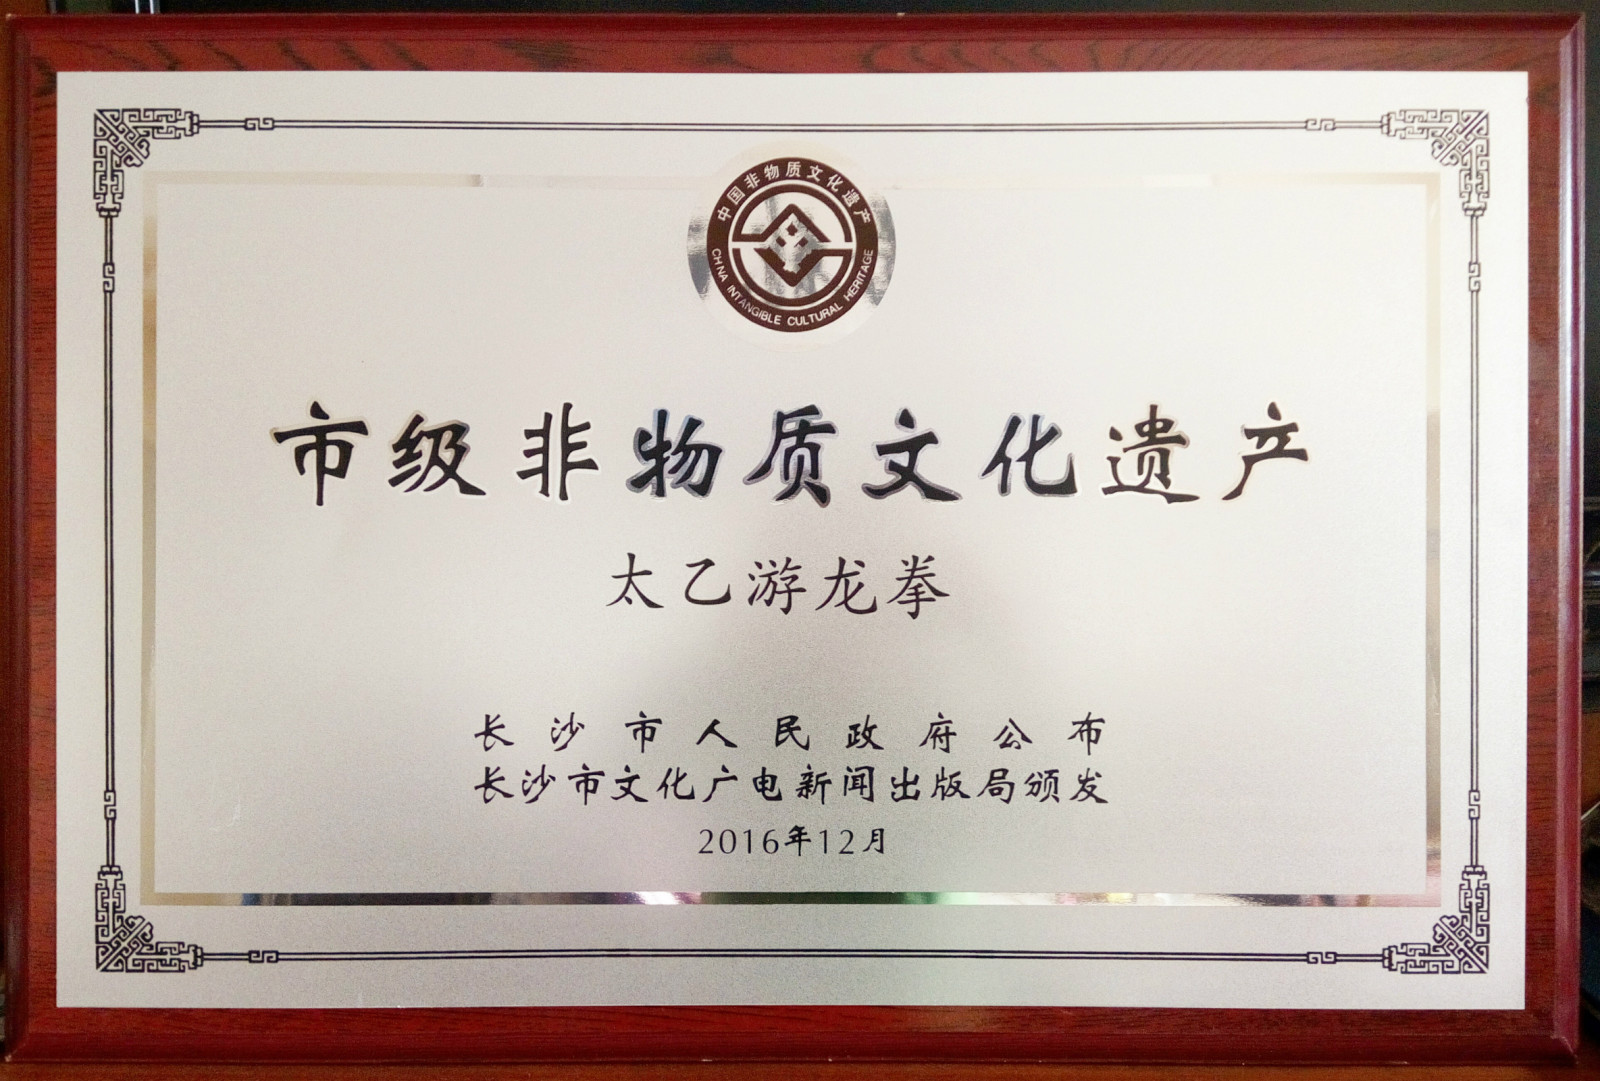 中国非物质文化遗产
CHINA INTANGIBLE CULTURAL HERITAGE
市级非物质文化遗产
太乙游龙拳
长沙市人民政府公布
长沙市文化广电新闻出版局颁发
2016年12月